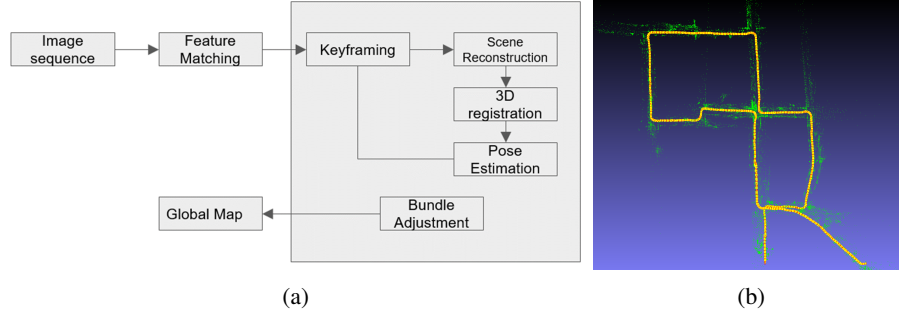 Image
sequence
Feature
Matching
Keyframing
Scene
Reconstruction
3D
registration
Pose
Estimation
Global Map
Bundle
Adjustment
(a)
(b)